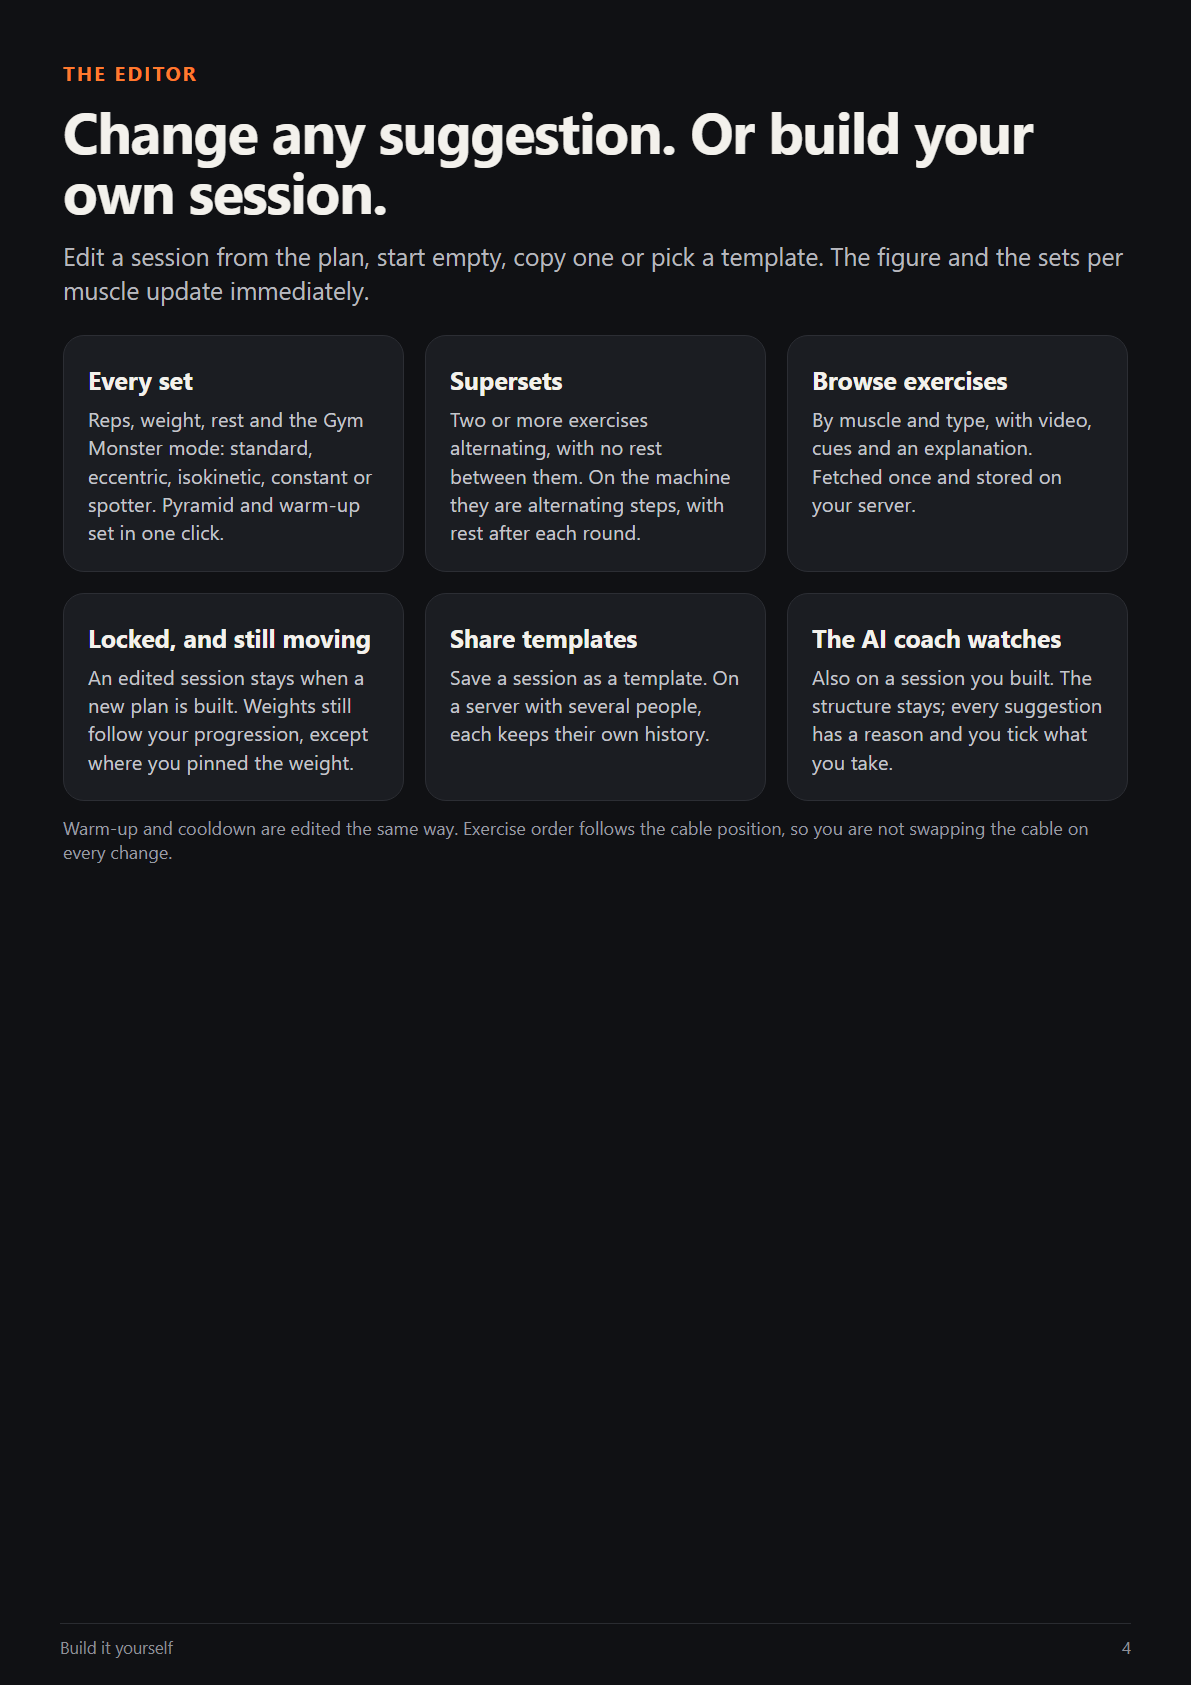 THE EDITOR
Change any suggestion. Or build your
own session.
Edit a session from the plan, start empty, copy one or pick a template. The figure and the sets per
muscle update immediately.
Every set
Reps, weight, rest and the Gym
Monster mode: standard,
eccentric, isokinetic, constant or
spotter. Pyramid and warm-up
set in one click.
Supersets
Two or more exercises
alternating, with no rest
between them. On the machine
they are alternating steps, with
rest after each round.
Browse exercises
By muscle and type, with video,
cues and an explanation.
Fetched once and stored on
your server.
Locked, and still moving
An edited session stays when a
new plan is built. Weights still
follow your progression, except
where you pinned the weight.
Share templates
Save a session as a template. On
a server with several people,
each keeps their own history.
The AI coach watches
Also on a session you built. The
structure stays; every suggestion
has a reason and you tick what
you take.
Warm-up and cooldown are edited the same way. Exercise order follows the cable position, so you are not swapping the cable on
every change.
Build it yourself
4